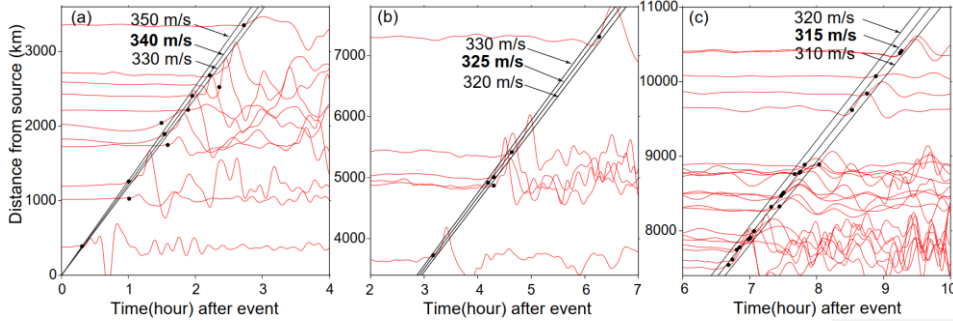 (a)
350 m/s
340 m/s
330 m/s
Distance from source (km)
3000
2000
1000
0
0 1 2 3 4
Time(hour) after event
(b)
330 m/s
325 m/s
320 m/s
7000
6000
5000
4000
2 3 4 5 6 7
Time(hour) after event
(c)
320 m/s
315 m/s
310 m/s
11000
10000
9000
8000
6 7 8 9 10
Time(hour) after event